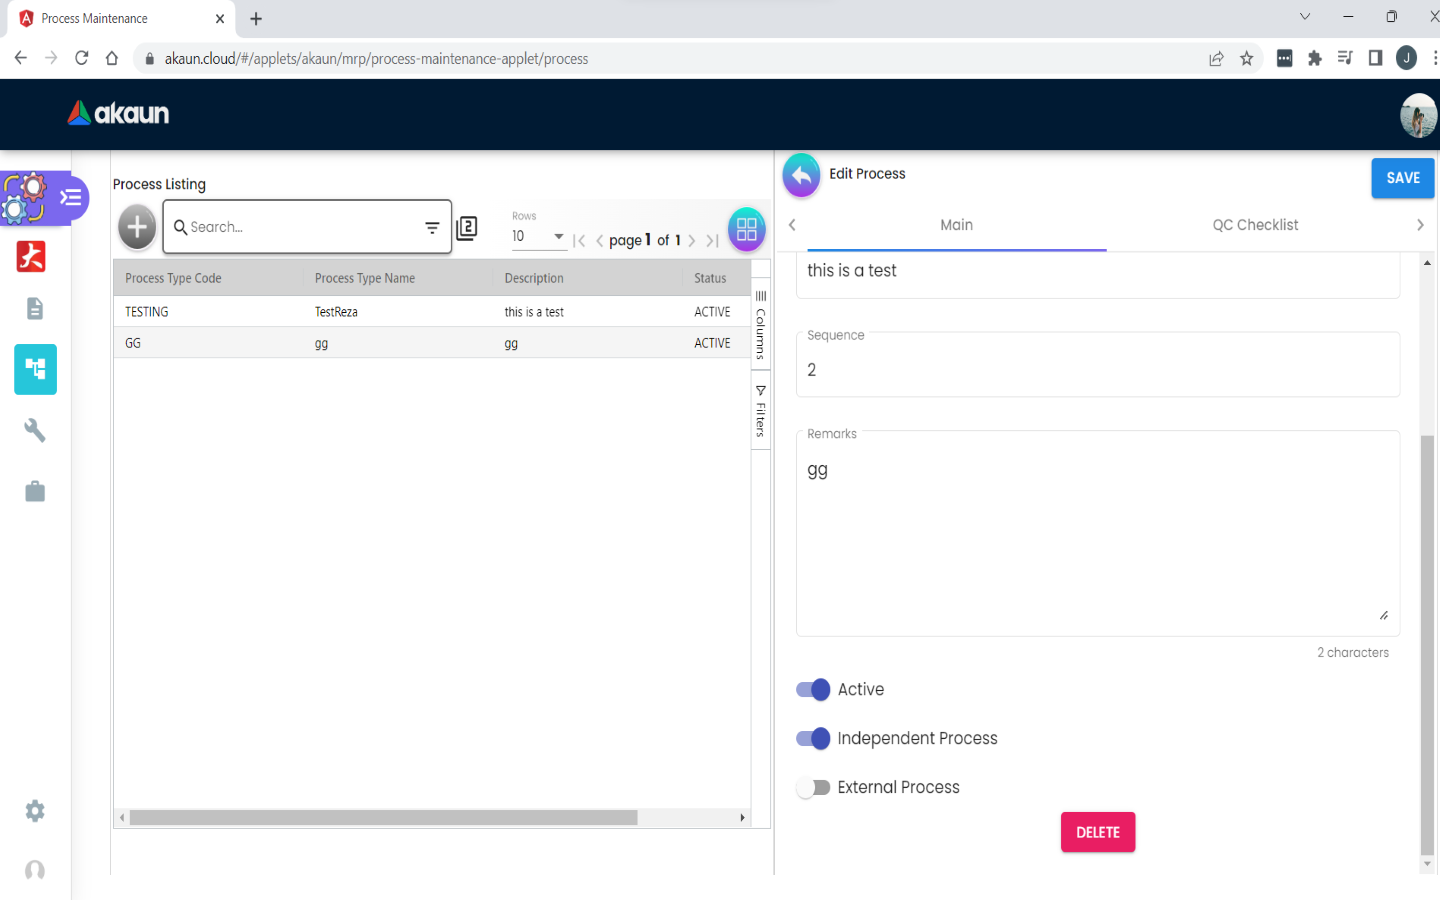 Process Maintenance
akaun.cloud/#/applets/akaun/mrp/process-maintenance-applet/process
J
akaun
Process Listing
Search...
2
Rows
10
page 1 of 1
Process Type Code Process Type Name Description Status
TESTING TestReza this is a test ACTIVE
GG gg gg ACTIVE
Columns
Filters
Edit Process
SAVE
Main QC Checklist
this is a test
Sequence
2
Remarks
gg
2 characters
Active
Independent Process
External Process
DELETE